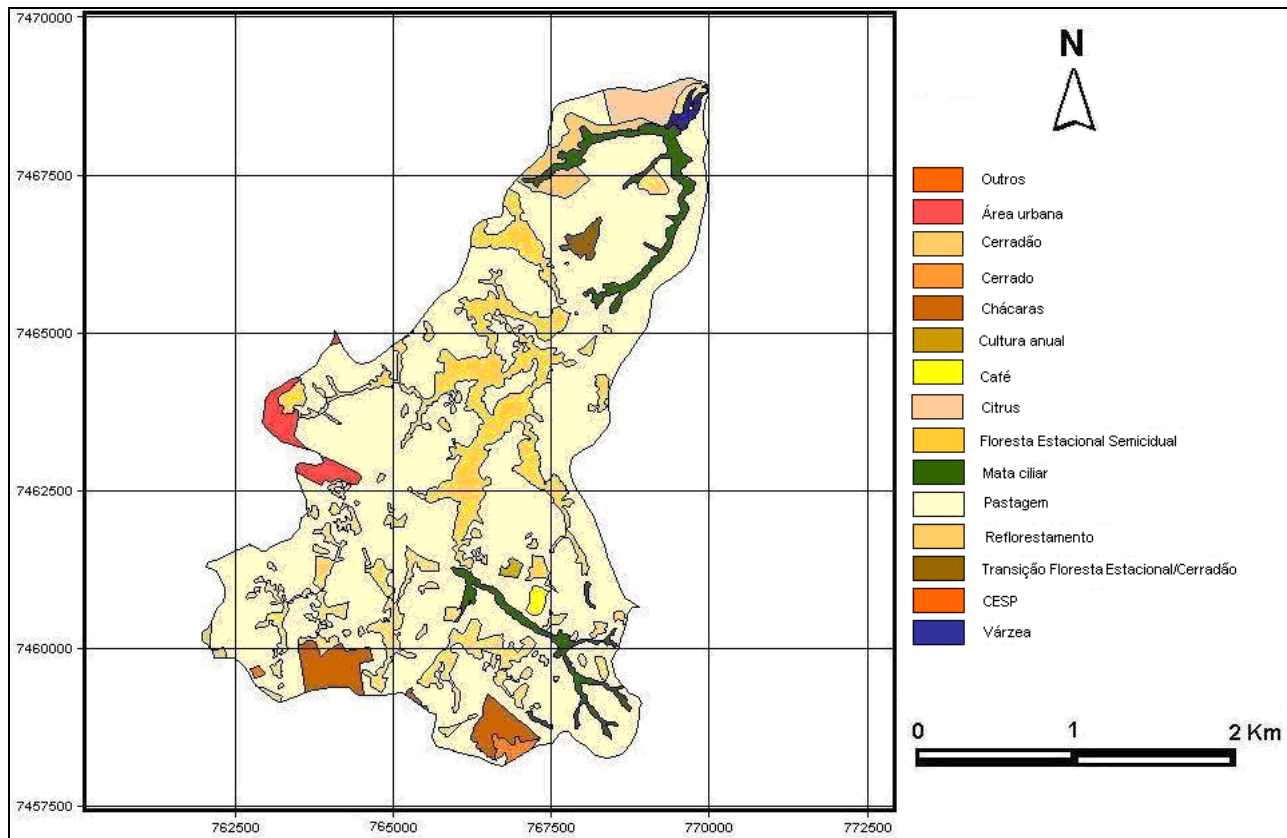 7470000
7467500
7465000
7462500
7460000
7457500
762500 765000 767500 770000 772500
N
Outros
Área urbana
Cerradão
Cerrado
Chácaras
Cultura anual
Café
Citrus
Floresta Estacional Semicidual
Mata ciliar
Pastagem
Reflorestamento
Transição Floresta Estacional/Cerradão
CESP
Várzea
0 1 2 Km